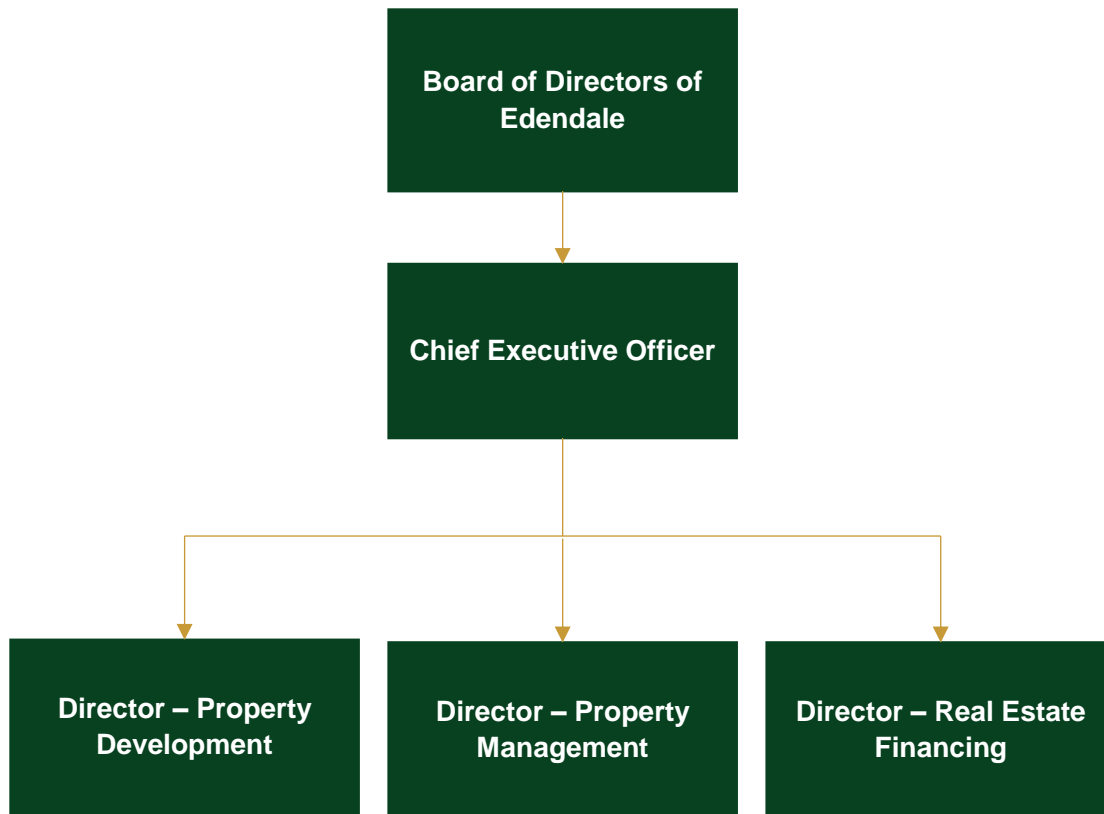 Board of Directors of
Edendale
Chief Executive Officer
Director – Property
Development
Director – Property
Management
Director – Real Estate
Financing